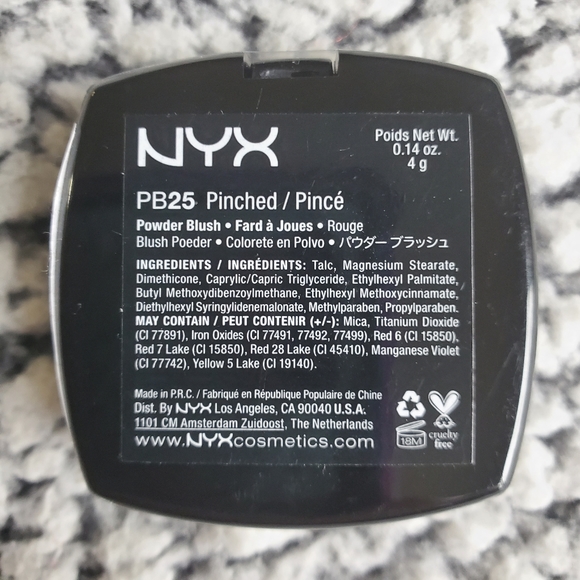 NYX
Poids Net Wt.
0.14 oz.
4 g
PB25 Pinched / Pincé
Powder Blush • Fard à Joues • Rouge
Blush Poeder • Colorete en Polvo • パウダー ブラッシュ
INGREDIENTS / INGRÉDIENTS: Talc, Magnesium Stearate,
Dimethicone, Caprylic/Capric Triglyceride, Ethylhexyl Palmitate,
Butyl Methoxydibenzoylmethane, Ethylhexyl Methoxycinnamate,
Diethylhexyl Syringylidenemalonate, Methylparaben, Propylparaben.
MAY CONTAIN / PEUT CONTENIR (+/-): Mica, Titanium Dioxide
(CI 77891), Iron Oxides (CI 77491, 77492, 77499), Red 6 (CI 15850),
Red 7 Lake (CI 15850), Red 28 Lake (CI 45410), Manganese Violet
(CI 77742), Yellow 5 Lake (CI 19140).
Made in P.R.C. / Fabriqué en République Populaire de Chine
Dist. By NYX Los Angeles, CA 90040 U.S.A.
1101 CM Amsterdam Zuidoost, The Netherlands
www.NYXcosmetics.com
18M
cruelty
free